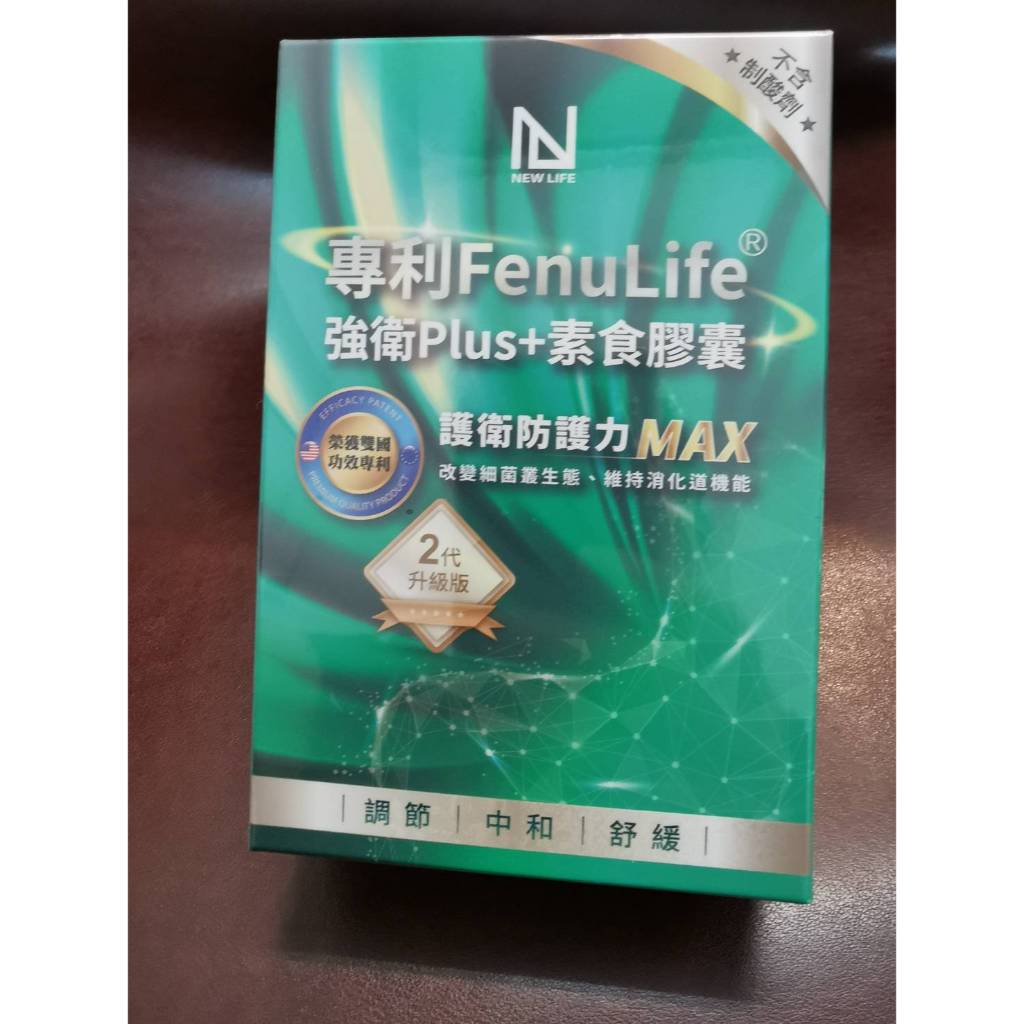 不含
★制酸劑★
NEW LIFE
專利FenuLife®
強衛Plus+素食膠囊
EFFICACY PATENT
榮獲雙國
功效專利
PREMIUM QUALITY PRODUCT
護衛防護力MAX
改變細菌叢生態、維持消化道機能
2代
升級版
調節｜中和｜舒緩